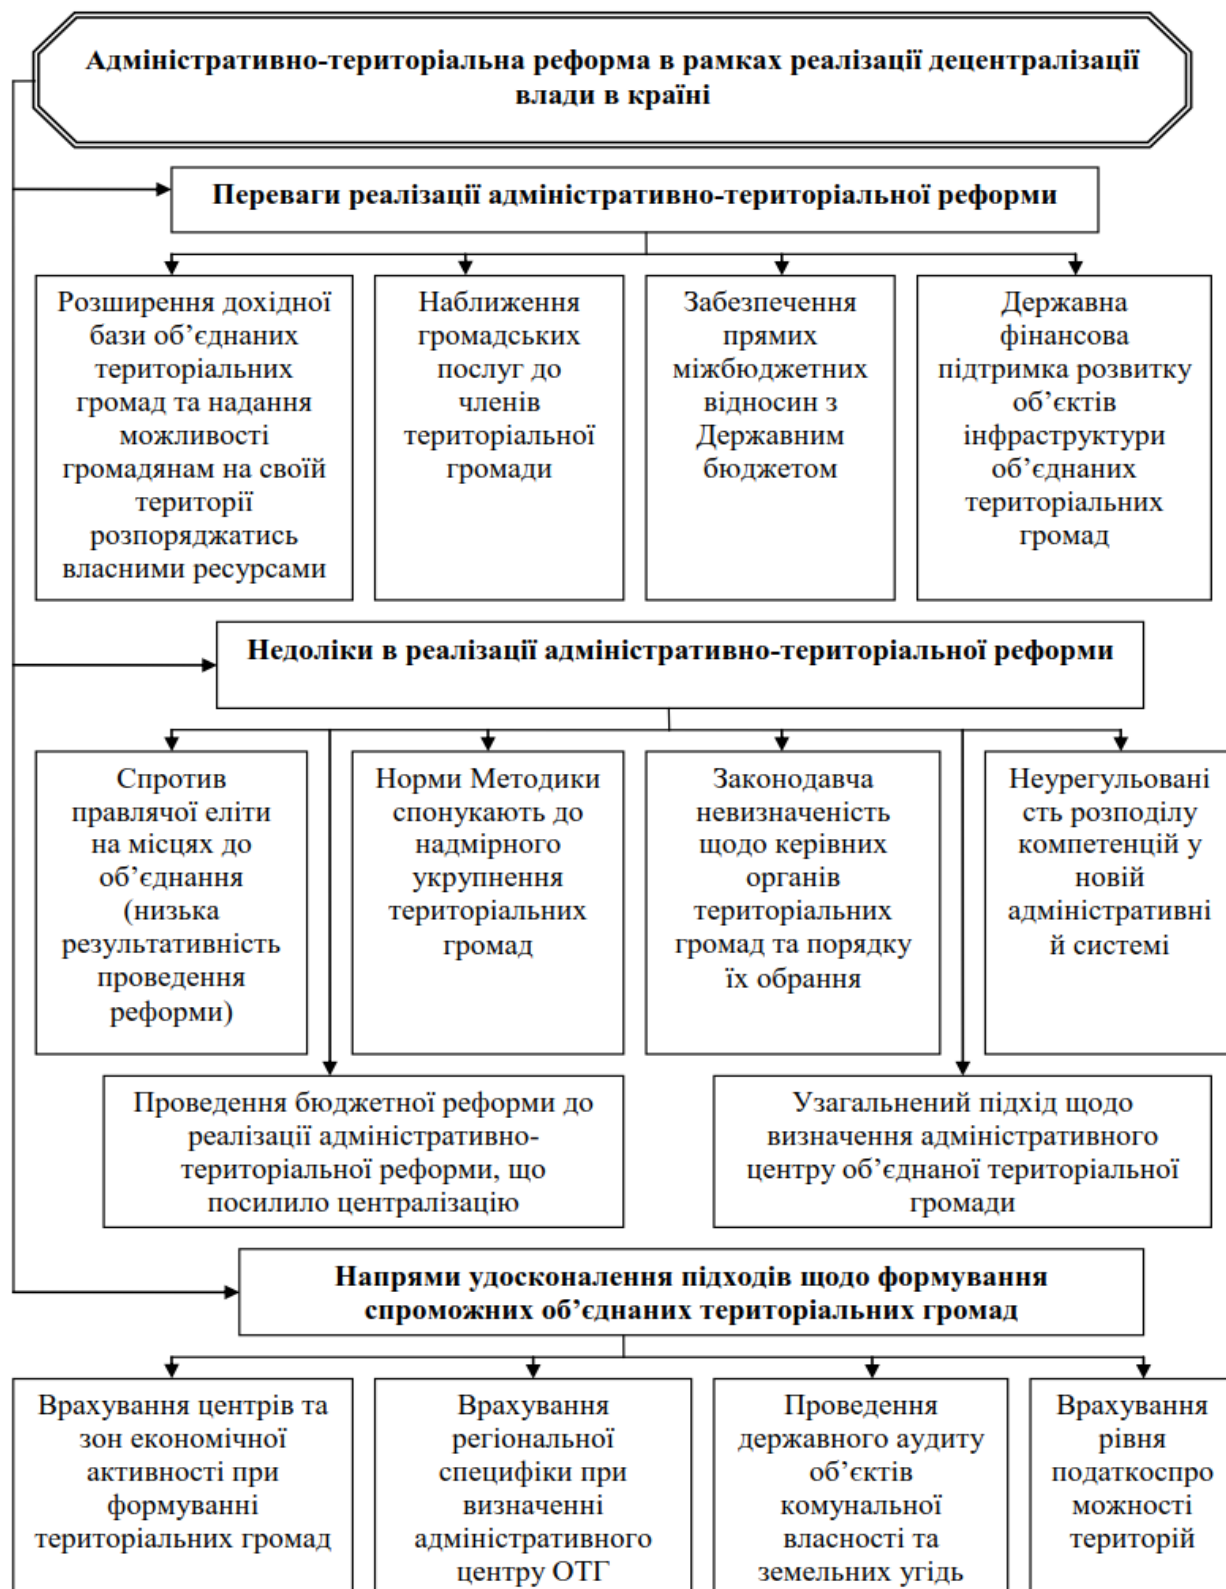 Адміністративно-територіальна реформа в рамках реалізації децентралізації
влади в країні
Переваги реалізації адміністративно-територіальної реформи
Розширення дохідної
бази об’єднаних
територіальних
громад та надання
можливості
громадянам на своїй
території
розпоряджатись
власними ресурсами
Наближення
громадських
послуг до
членів
територіальної
громади
Забезпечення
прямих
міжбюджетних
відносин з
Державним
бюджетом
Державна
фінансова
підтримка розвитку
об’єктів
інфраструктури
об’єднаних
територіальних
громад
Недоліки в реалізації адміністративно-територіальної реформи
Спротив
правлячої еліти
на місцях до
об’єднання
(низька
результативність
проведення
реформи)
Норми Методики
спонукають до
надмірного
укрупнення
територіальних
громад
Законодавча
невизначеність
щодо керівних
органів
територіальних
громад та порядку
їх обрання
Неурегульовані
сть розподілу
компетенцій у
новій
адміністративні
й системі
Проведення бюджетної реформи до
реалізації адміністративно-
територіальної реформи, що
посилило централізацію
Узагальнений підхід щодо
визначення адміністративного
центру об’єднаної територіальної
громади
Напрями удосконалення підходів щодо формування
спроможних об’єднаних територіальних громад
Врахування центрів та
зон економічної
активності при
формуванні
територіальних громад
Врахування
регіональної
специфіки при
визначенні
адміністративного
центру ОТГ
Проведення
державного аудиту
об’єктів
комунальної
власності та
земельних угідь
Врахування
рівня
податкоспро
можності
територій